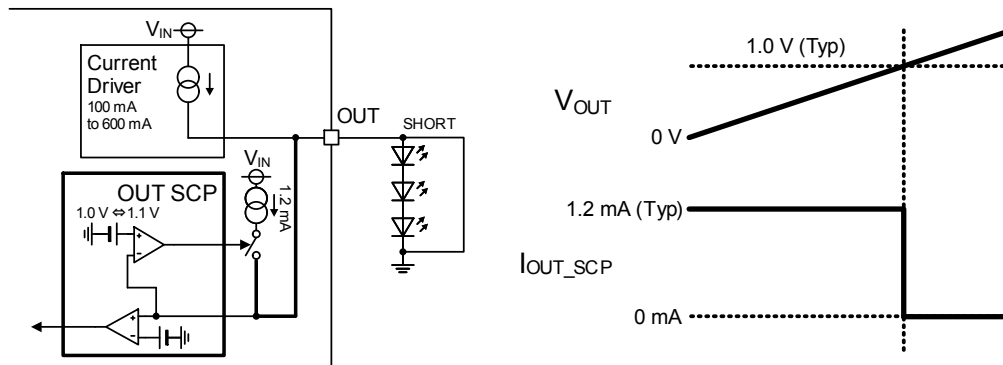 VIN
Current
Driver
100 mA
to 600 mA
OUT
SHORT
VIN
OUT SCP
1.0 V ⇔ 1.1 V
1.2 mA
+
−
+
−
1.0 V (Typ)
VOUT
0 V
1.2 mA (Typ)
IOUT_SCP
0 mA